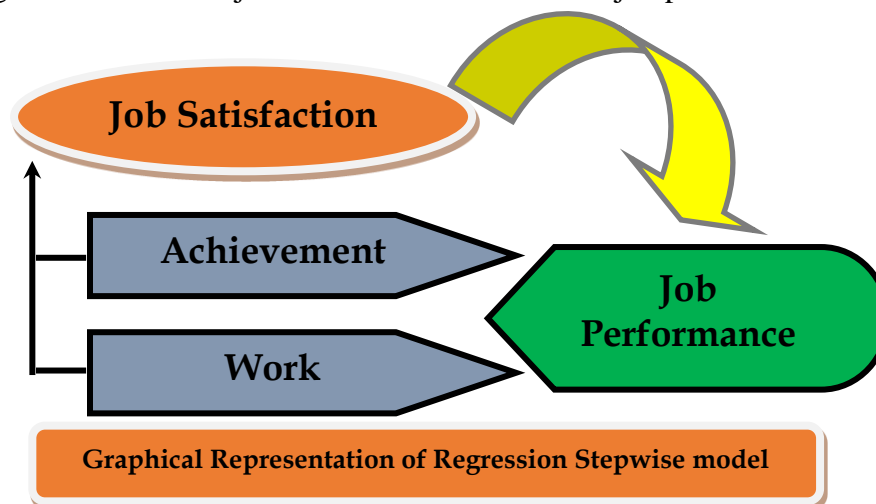 Job Satisfaction
Achievement
Job
Performance
Work
Graphical Representation of Regression Stepwise model